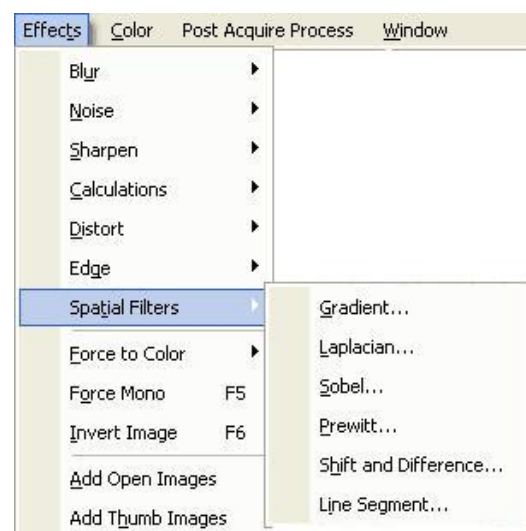 Effects Color Post Acquire Process Window
Blur
Noise
Sharpen
Calculations
Distort
Edge
Spatial Filters
Gradient...
Force to Color
Laplacian...
Force Mono F5
Sobel...
Invert Image F6
Prewitt...
Shift and Difference...
Add Open Images
Line Segment...
Add Thumb Images